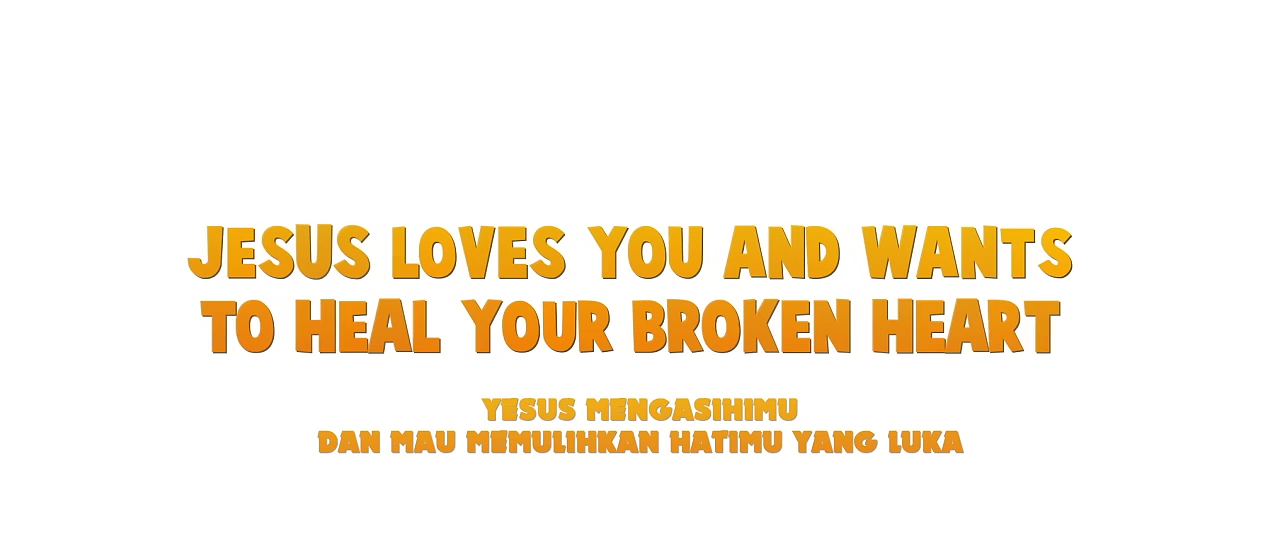 JESUS LOVES YOU AND WANTS
TO HEAL YOUR BROKEN HEART
YESUS MENGASIHIMU
DAN MAU MEMULIHKAN HATIMU YANG LUKA